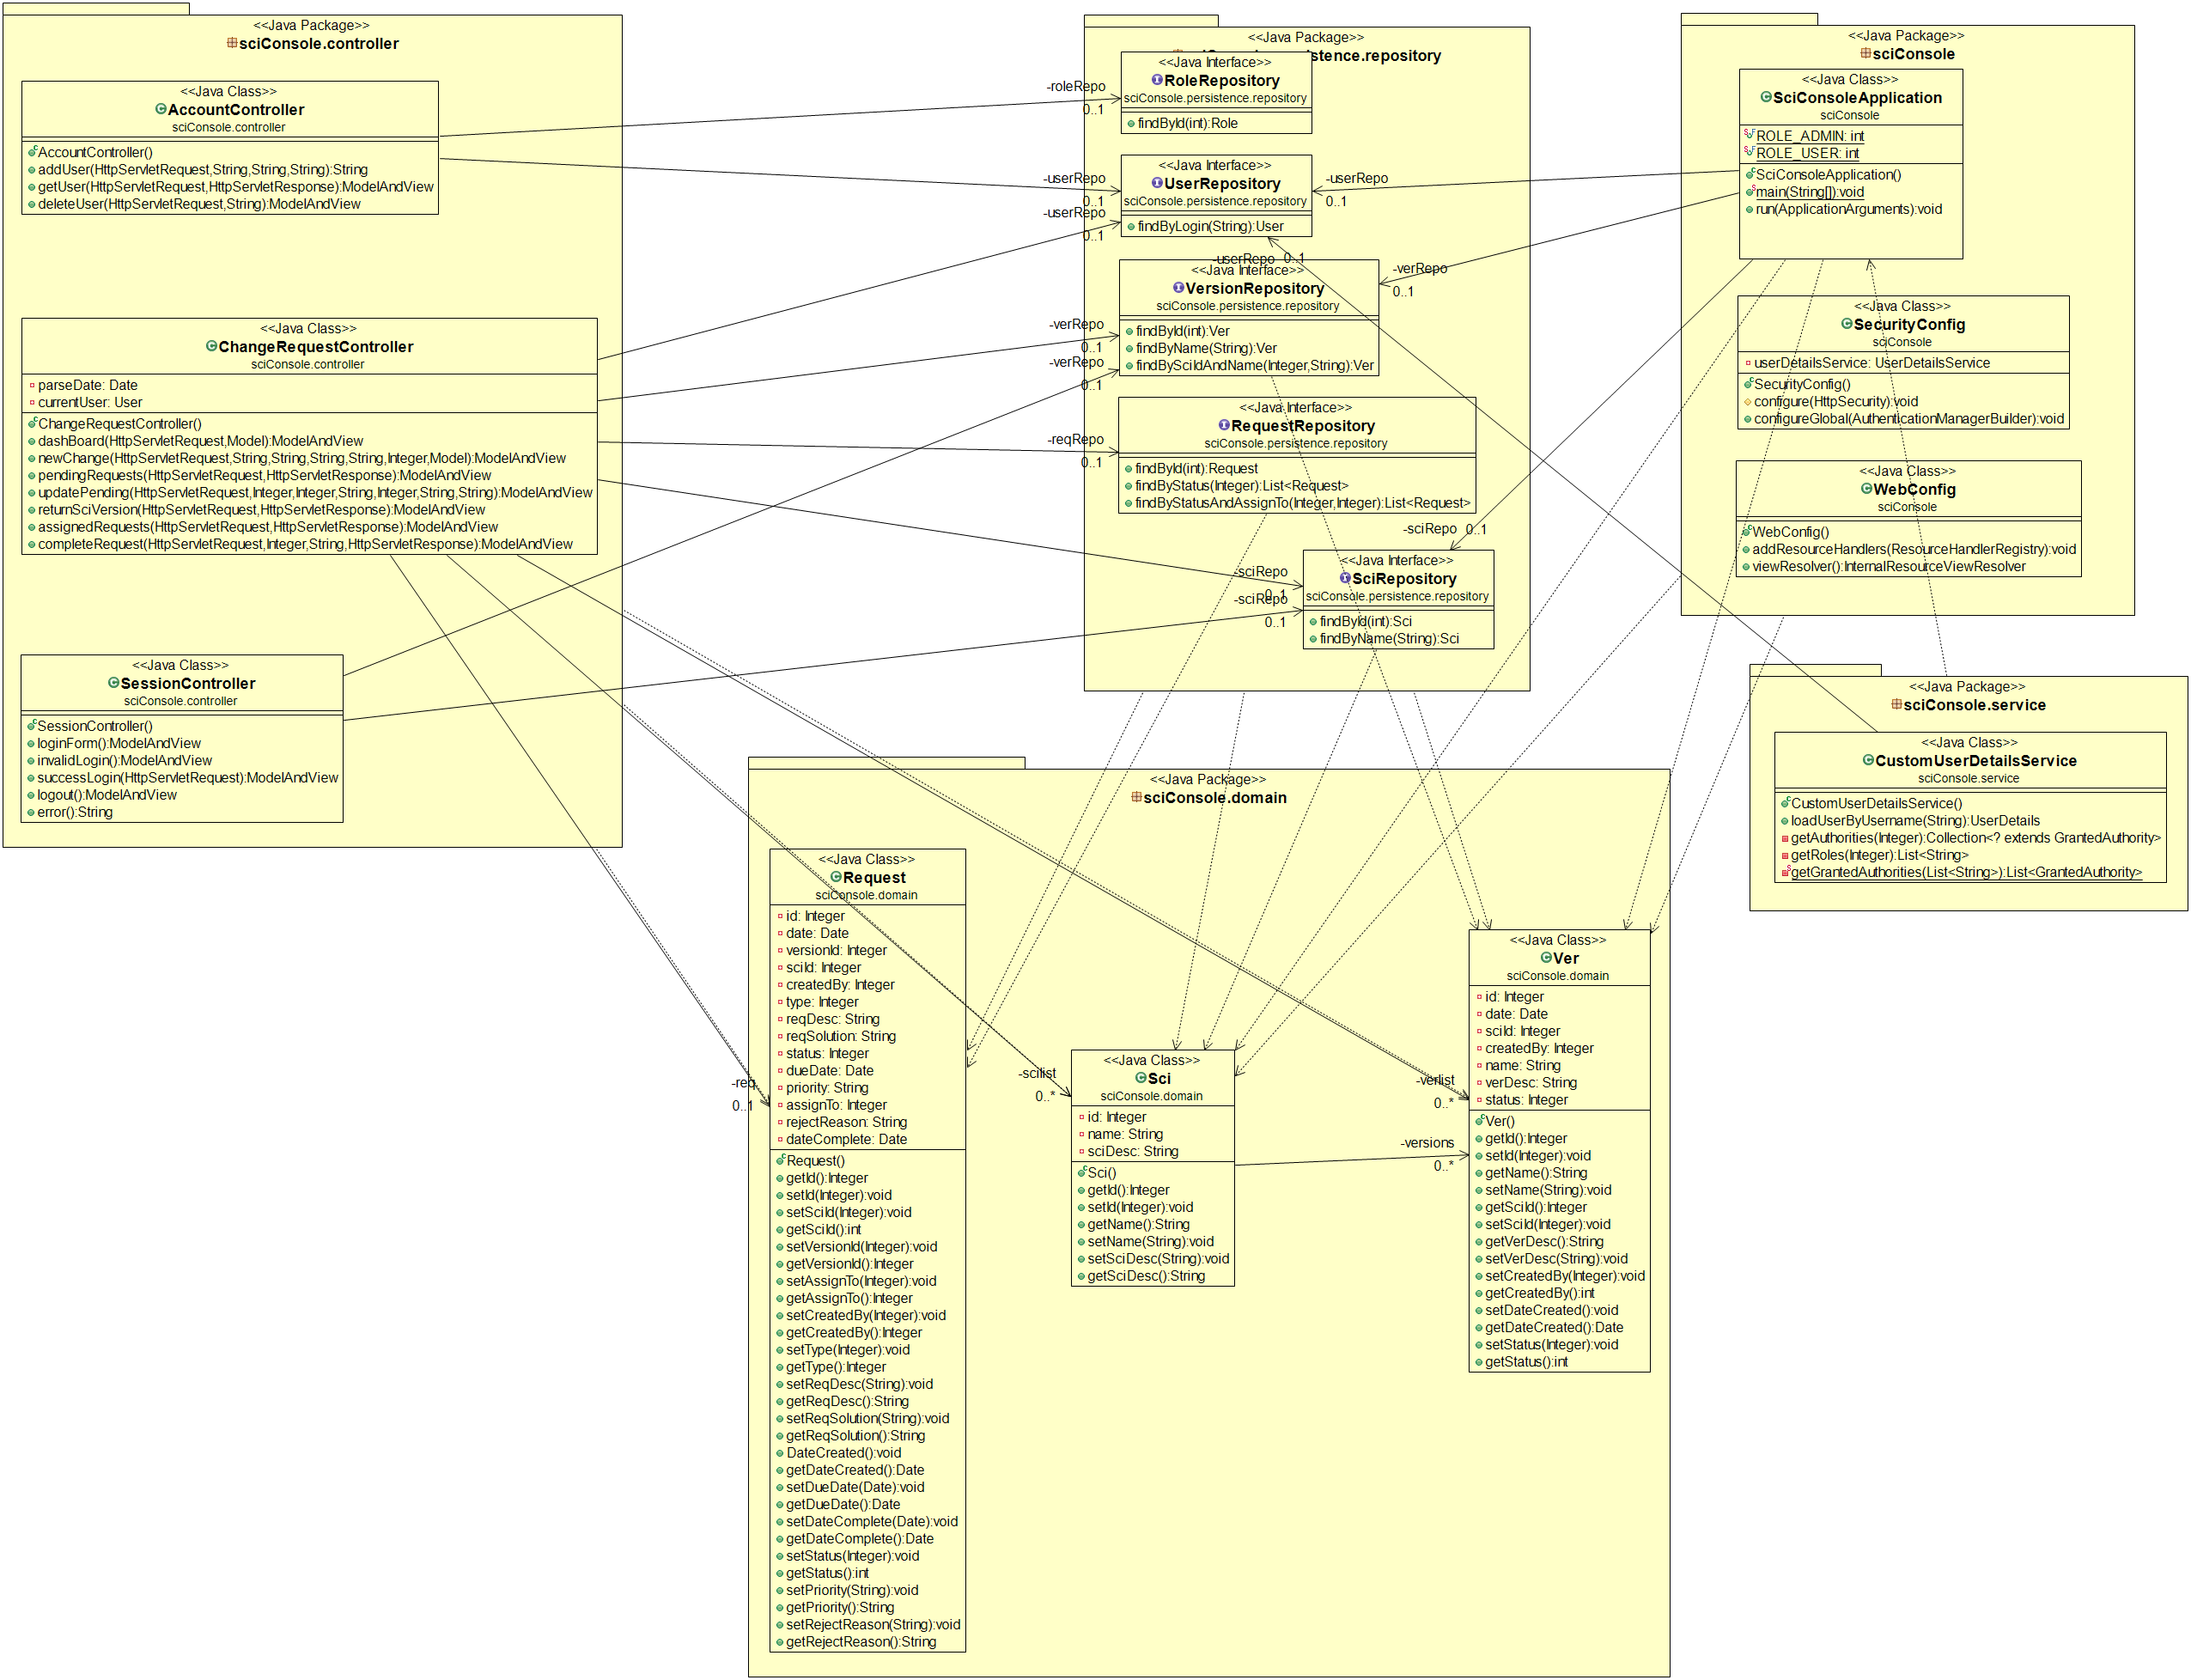 <<Java Package>>
sciConsole.controller
<<Java Class>>
AccountController
sciConsole.controller
AccountController()
addUser(HttpServletRequest,String,String,String):String
getUser(HttpServletRequest,HttpServletResponse):ModelAndView
deleteUser(HttpServletRequest,String):ModelAndView
<<Java Class>>
ChangeRequestController
sciConsole.controller
parseDate: Date
currentUser: User
ChangeRequestController()
dashBoard(HttpServletRequest,Model):ModelAndView
newChange(HttpServletRequest,String,String,String,String,Integer,Model):ModelAndView
pendingRequests(HttpServletRequest,HttpServletResponse):ModelAndView
updatePending(HttpServletRequest,Integer,Integer,String,Integer,String,String):ModelAndView
returnSciVersion(HttpServletRequest,HttpServletResponse):ModelAndView
assignedRequests(HttpServletRequest,HttpServletResponse):ModelAndView
completeRequest(HttpServletRequest,Integer,String,HttpServletResponse):ModelAndView
<<Java Class>>
SessionController
sciConsole.controller
SessionController()
loginForm():ModelAndView
invalidLogin():ModelAndView
successLogin(HttpServletRequest):ModelAndView
logout():ModelAndView
error():String
-roleRepo
0..1
-userRepo
0..1
-userRepo
0..1
-verRepo
0..1
-verRepo
0..1
-reqRepo
0..1
-sciRepo
0..1
-sciRepo
0..1
<<Java Package>>
istence.repository
<<Java Interface>>
RoleRepository
sciConsole.persistence.repository
findById(int):Role
<<Java Interface>>
UserRepository
sciConsole.persistence.repository
findByLogin(String):User
-userRepo 0..1
<<Java Interface>>
VersionRepository
sciConsole.persistence.repository
findById(int):Ver
findByName(String):Ver
findBySciIdAndName(Integer,String):Ver
<<Java Interface>>
RequestRepository
sciConsole.persistence.repository
findById(int):Request
findByStatus(Integer):List<Request>
findByStatusAndAssignTo(Integer,Integer):List<Request>
<<Java Interface>>
SciRepository
sciConsole.persistence.repository
findById(int):Sci
findByName(String):Sci
-userRepo
0..1
-verRepo
0..1
-sciRepo 0..1
<<Java Package>>
sciConsole
<<Java Class>>
SciConsoleApplication
sciConsole
ROLE_ADMIN: int
ROLE_USER: int
SciConsoleApplication()
main(String[]):void
run(ApplicationArguments):void
<<Java Class>>
SecurityConfig
sciConsole
userDetailsService: UserDetailsService
SecurityConfig()
configure(HttpSecurity):void
configureGlobal(AuthenticationManagerBuilder):void
<<Java Class>>
WebConfig
sciConsole
WebConfig()
addResourceHandlers(ResourceHandlerRegistry):void
viewResolver():InternalResourceViewResolver
<<Java Package>>
sciConsole.service
<<Java Class>>
CustomUserDetailsService
sciConsole.service
CustomUserDetailsService()
loadUserByUsername(String):UserDetails
getAuthorities(Integer):Collection<? extends GrantedAuthority>
getRoles(Integer):List<String>
getGrantedAuthorities(List<String>):List<GrantedAuthority>
<<Java Package>>
sciConsole.domain
<<Java Class>>
Request
sciConsole.domain
id: Integer
date: Date
versionId: Integer
sciId: Integer
createdBy: Integer
type: Integer
reqDesc: String
reqSolution: String
status: Integer
dueDate: Date
priority: String
assignTo: Integer
rejectReason: String
dateComplete: Date
Request()
getId():Integer
setId(Integer):void
setSciId(Integer):void
getSciId():int
setVersionId(Integer):void
getVersionId():Integer
setAssignTo(Integer):void
getAssignTo():Integer
setCreatedBy(Integer):void
getCreatedBy():Integer
setType(Integer):void
getType():Integer
setReqDesc(String):void
getReqDesc():String
setReqSolution(String):void
getReqSolution():String
DateCreated():void
getDateCreated():Date
setDueDate(Date):void
getDueDate():Date
setDateComplete(Date):void
getDateComplete():Date
setStatus(Integer):void
getStatus():int
setPriority(String):void
getPriority():String
setRejectReason(String):void
getRejectReason():String
-req
0..1
-scilist
0..*
<<Java Class>>
Sci
sciConsole.domain
id: Integer
name: String
sciDesc: String
Sci()
getId():Integer
setId(Integer):void
getName():String
setName(String):void
setSciDesc(String):void
getSciDesc():String
-verlist
0..*
-versions
0..*
<<Java Class>>
Ver
sciConsole.domain
id: Integer
date: Date
sciId: Integer
createdBy: Integer
name: String
verDesc: String
status: Integer
Ver()
getId():Integer
setId(Integer):void
getName():String
setName(String):void
getSciId():Integer
setSciId(Integer):void
getVerDesc():String
setVerDesc(String):void
setCreatedBy(Integer):void
getCreatedBy():int
setDateCreated():void
getDateCreated():Date
setStatus(Integer):void
getStatus():int